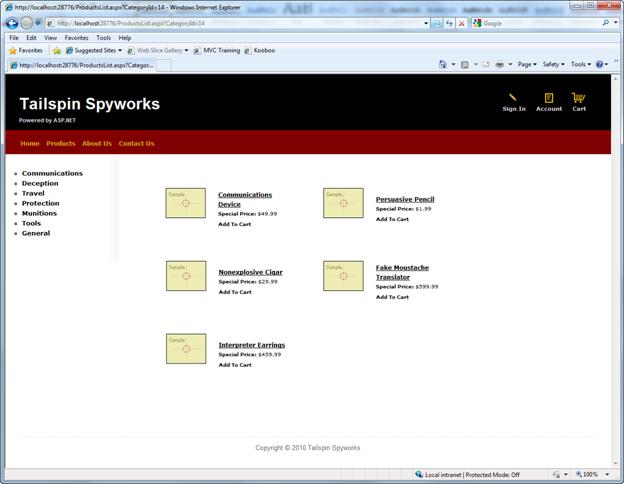 http://localhost:28776/ProductsList.aspx?CategoryId=14 - Windows Internet Explorer
http://localhost:28776/ProductsList.aspx?CategoryId=14
Google
File Edit View Favorites Tools Help
Favorites Suggested Sites Web Slice Gallery MVC Training Kooboo
http://localhost:28776/ProductsList.aspx?Categor...
Page Safety Tools
Tailspin Spyworks
Powered by ASP.NET
Sign In Account Cart
Home Products About Us Contact Us
Communications
Deception
Travel
Protection
Munitions
Tools
General
Sample
Communications
Device
Special Price: $49.99
Add To Cart
Sample
Persuasive Pencil
Special Price: $1.99
Add To Cart
Sample
Nonexplosive Cigar
Special Price: $29.99
Add To Cart
Sample
Fake Moustache
Translator
Special Price: $599.99
Add To Cart
Sample
Interpreter Earrings
Special Price: $459.99
Add To Cart
Copyright © 2010 Tailspin Spyworks
Local intranet | Protected Mode: Off
100%